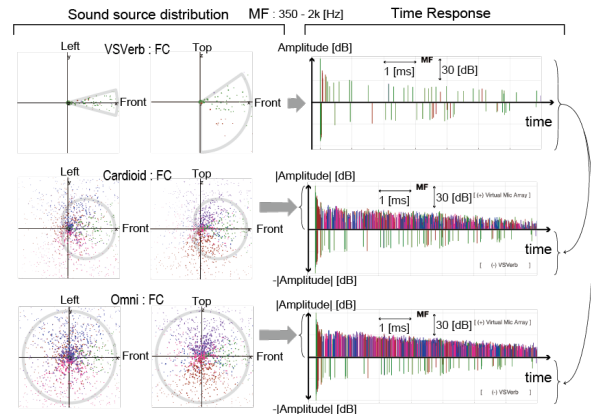 Sound source distribution MF : 350 - 2k [Hz] Time Response
Left VSVerb : FC Top
y
x
Front
Front
Amplitude [dB]
MF
1 [ms]
30 [dB]
time
Cardioid : FC
Left
Top
Front
Front
|Amplitude| [dB]
MF
1 [ms]
30 [dB]
[ (+) Virtual Mic Array ]
time
[ (-) VSVerb ]
-|Amplitude| [dB]
Omni : FC
Left
Top
Front
Front
|Amplitude| [dB]
MF
1 [ms]
30 [dB]
[ (+) Virtual Mic Array ]
time
[ (-) VSVerb ]
-|Amplitude| [dB]